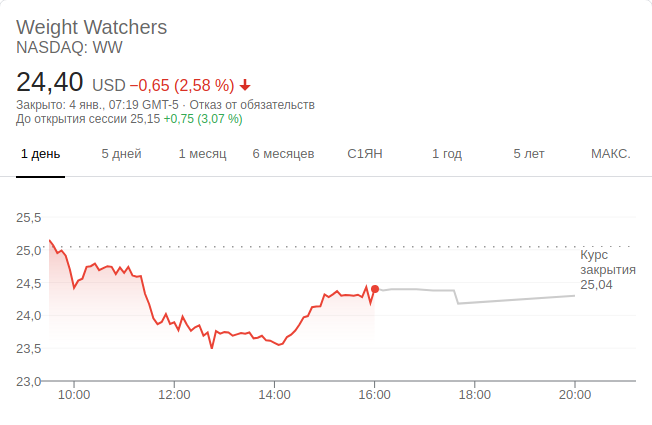 Weight Watchers
NASDAQ: WW
24,40 USD −0,65 (2,58 %)
Закрыто: 4 янв., 07:19 GMT-5 · Отказ от обязательств
До открытия сессии 25,15 +0,75 (3,07 %)
1 день 5 дней 1 месяц 6 месяцев С1ЯН 1 год 5 лет МАКС.
25,5
25,0
24,5
24,0
23,5
23,0
Курс
закрытия
25,04
10:00 12:00 14:00 16:00 18:00 20:00